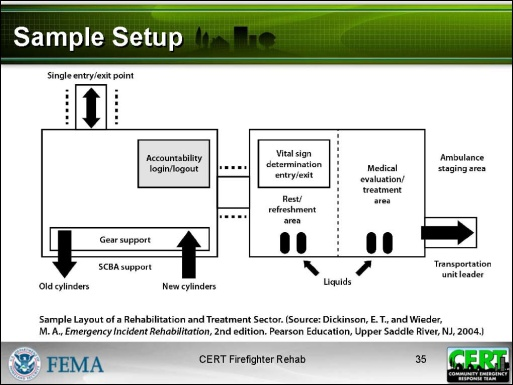 Sample Setup
Single entry/exit point
Accountability
login/logout
Vital sign
determination
entry/exit
Rest/
refreshment
area
Medical
evaluation/
treatment
area
Ambulance
staging area
Gear support
SCBA support
Old cylinders
New cylinders
Liquids
Transportation
unit leader
Sample Layout of a Rehabilitation and Treatment Sector. (Source: Dickinson, E. T., and Wieder,
M. A., Emergency Incident Rehabilitation, 2nd edition. Pearson Education, Upper Saddle River, NJ, 2004.)
FEMA
CERT Firefighter Rehab
35
CERT
COMMUNITY EMERGENCY
RESPONSE TEAM